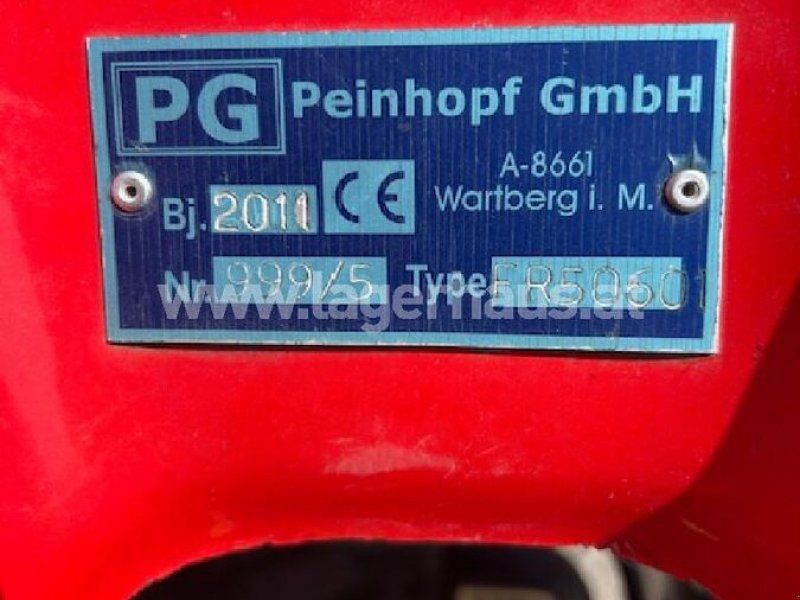 PG Peinhopf GmbH
A-8661
Bj. 2011 CE Wartberg i. M.
Nr. 999/5 Type FR50601
www.lagerhaus.at